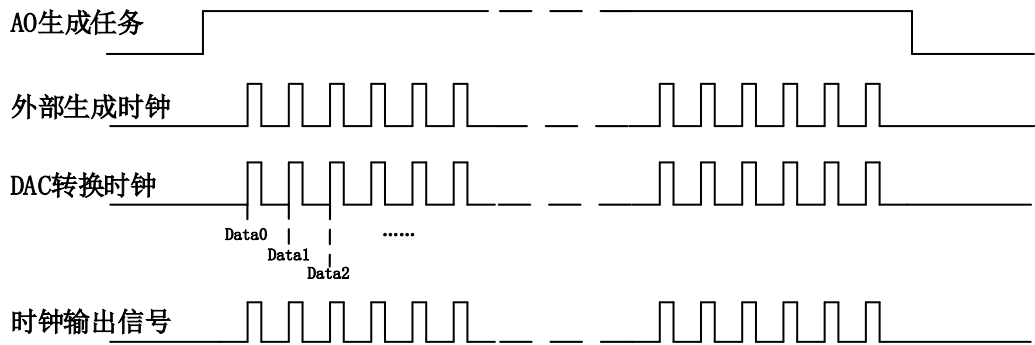 AO生成任务
外部生成时钟
DAC转换时钟
Data0
Data1
Data2
……
时钟输出信号